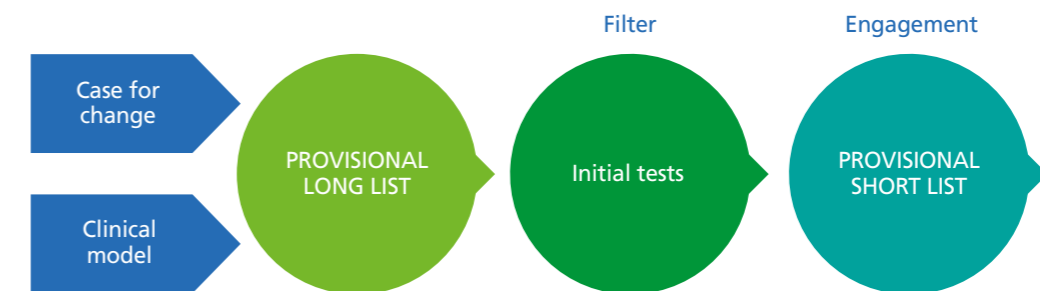 Filter
Engagement
Case for
change
PROVISIONAL
LONG LIST
Initial tests
PROVISIONAL
SHORT LIST
Clinical
model